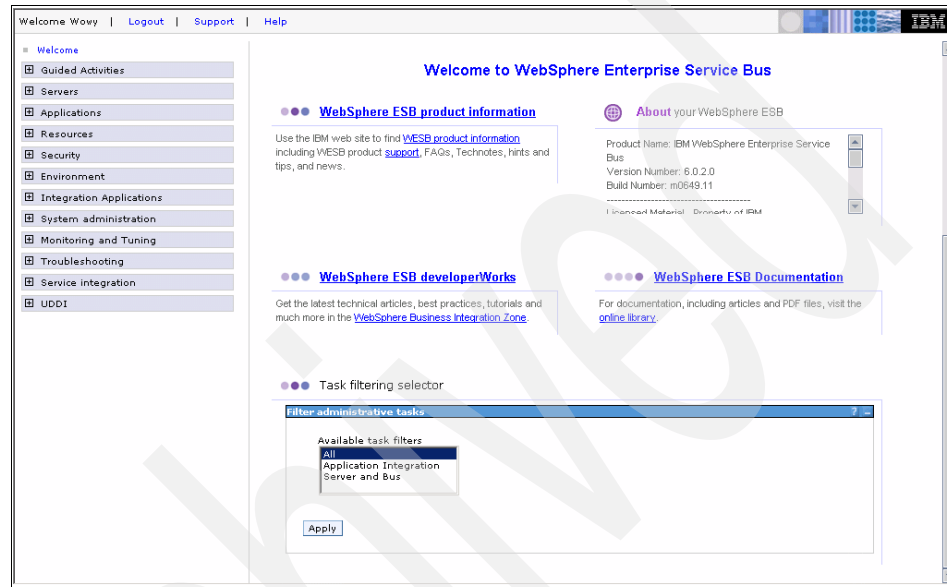 Welcome Wowy | Logout | Support | Help
IBM
Welcome
Guided Activities
Servers
Applications
Resources
Security
Environment
Integration Applications
System administration
Monitoring and Tuning
Troubleshooting
Service integration
UDDI
Welcome to WebSphere Enterprise Service Bus
WebSphere ESB product information
Use the IBM web site to find WESB product information
including WESB product support, FAQs, Technotes, hints and
tips, and news.
About your WebSphere ESB
Product Name: IBM WebSphere Enterprise Service
Bus
Version Number: 6.0.2.0
Build Number: m0649.11
----------------------------------------
Licensed Material Property of IBM
WebSphere ESB developerWorks
Get the latest technical articles, best practices, tutorials and
much more in the WebSphere Business Integration Zone.
WebSphere ESB Documentation
For documentation, including articles and PDF files, visit the
online library.
Task filtering selector
Filter administrative tasks ? –
Available task filters
All
Application Integration
Server and Bus
Apply